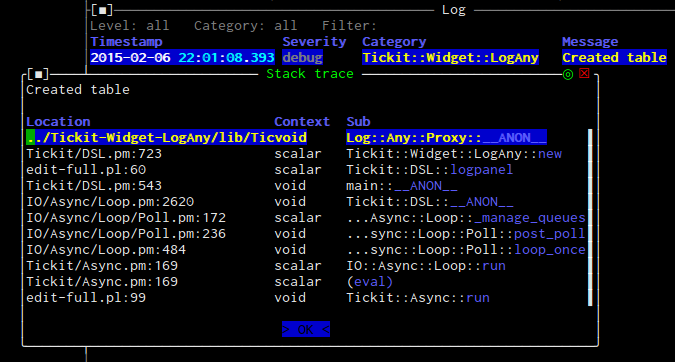 Log
Level: all Category: all Filter:
Timestamp Severity Category Message
2015-02-06 22:01:08.393 debug Tickit::Widget::LogAny Created table
Stack trace
Created table
Location Context Sub
../Tickit-Widget-LogAny/lib/Ticvoid Log::Any::Proxy::__ANON__
Tickit/DSL.pm:723 scalar Tickit::Widget::LogAny::new
edit-full.pl:60 scalar Tickit::DSL::logpanel
Tickit/DSL.pm:543 void main::__ANON__
IO/Async/Loop.pm:2620 void Tickit::DSL::__ANON__
IO/Async/Loop/Poll.pm:172 scalar ...Async::Loop::_manage_queues
IO/Async/Loop/Poll.pm:236 void ...sync::Loop::Poll::post_poll
IO/Async/Loop.pm:484 void ...sync::Loop::Poll::loop_once
Tickit/Async.pm:169 scalar IO::Async::Loop::run
Tickit/Async.pm:169 scalar (eval)
edit-full.pl:99 void Tickit::Async::run
> OK <